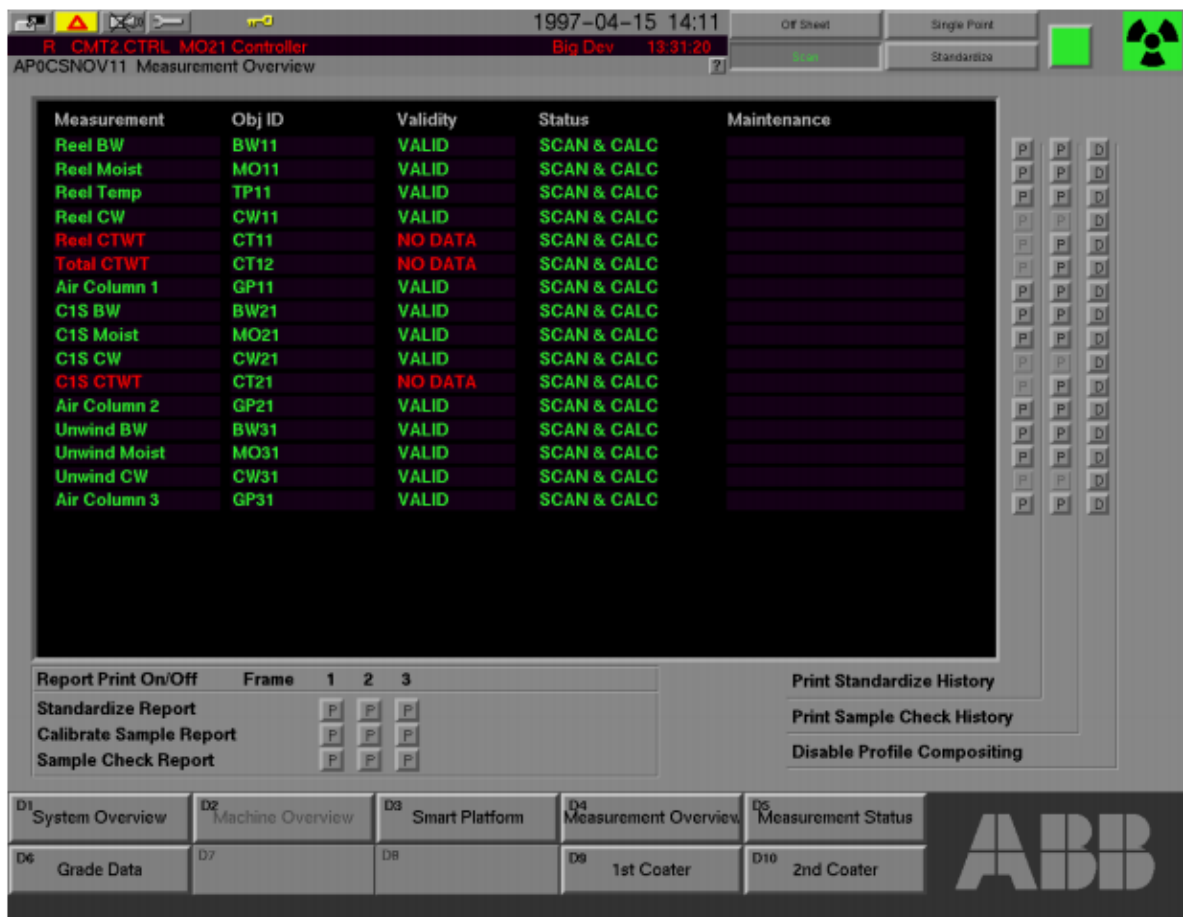 1997-04-15 14:11 Off Sheet Single Point
R CMT2.CTRL MO21 Controller Big Dev 13:31:20
AP0CSNOV11 Measurement Overview ? Scan Standardize
Measurement Obj ID Validity Status Maintenance
Reel BW BW11 VALID SCAN & CALC P P D
Reel Moist MO11 VALID SCAN & CALC P P D
Reel Temp TP11 VALID SCAN & CALC P P D
Reel CW CW11 VALID SCAN & CALC P P D
Reel CTWT CT11 NO DATA SCAN & CALC P P D
Total CTWT CT12 NO DATA SCAN & CALC P P D
Air Column 1 GP11 VALID SCAN & CALC P P D
C1S BW BW21 VALID SCAN & CALC P P D
C1S Moist MO21 VALID SCAN & CALC P P D
C1S CW CW21 VALID SCAN & CALC P P D
C1S CTWT CT21 NO DATA SCAN & CALC P P D
Air Column 2 GP21 VALID SCAN & CALC P P D
Unwind BW BW31 VALID SCAN & CALC P P D
Unwind Moist MO31 VALID SCAN & CALC P P D
Unwind CW CW31 VALID SCAN & CALC P P D
Air Column 3 GP31 VALID SCAN & CALC P P D
Report Print On/Off Frame 1 2 3 Print Standardize History
Standardize Report P P P
Print Sample Check History
Calibrate Sample Report P P P
Sample Check Report P P P Disable Profile Compositing
D1 System Overview D2 Machine Overview D3 Smart Platform D4 Measurement Overview D5 Measurement Status
D6 Grade Data D7 D8 D9 1st Coater D10 2nd Coater
ABB